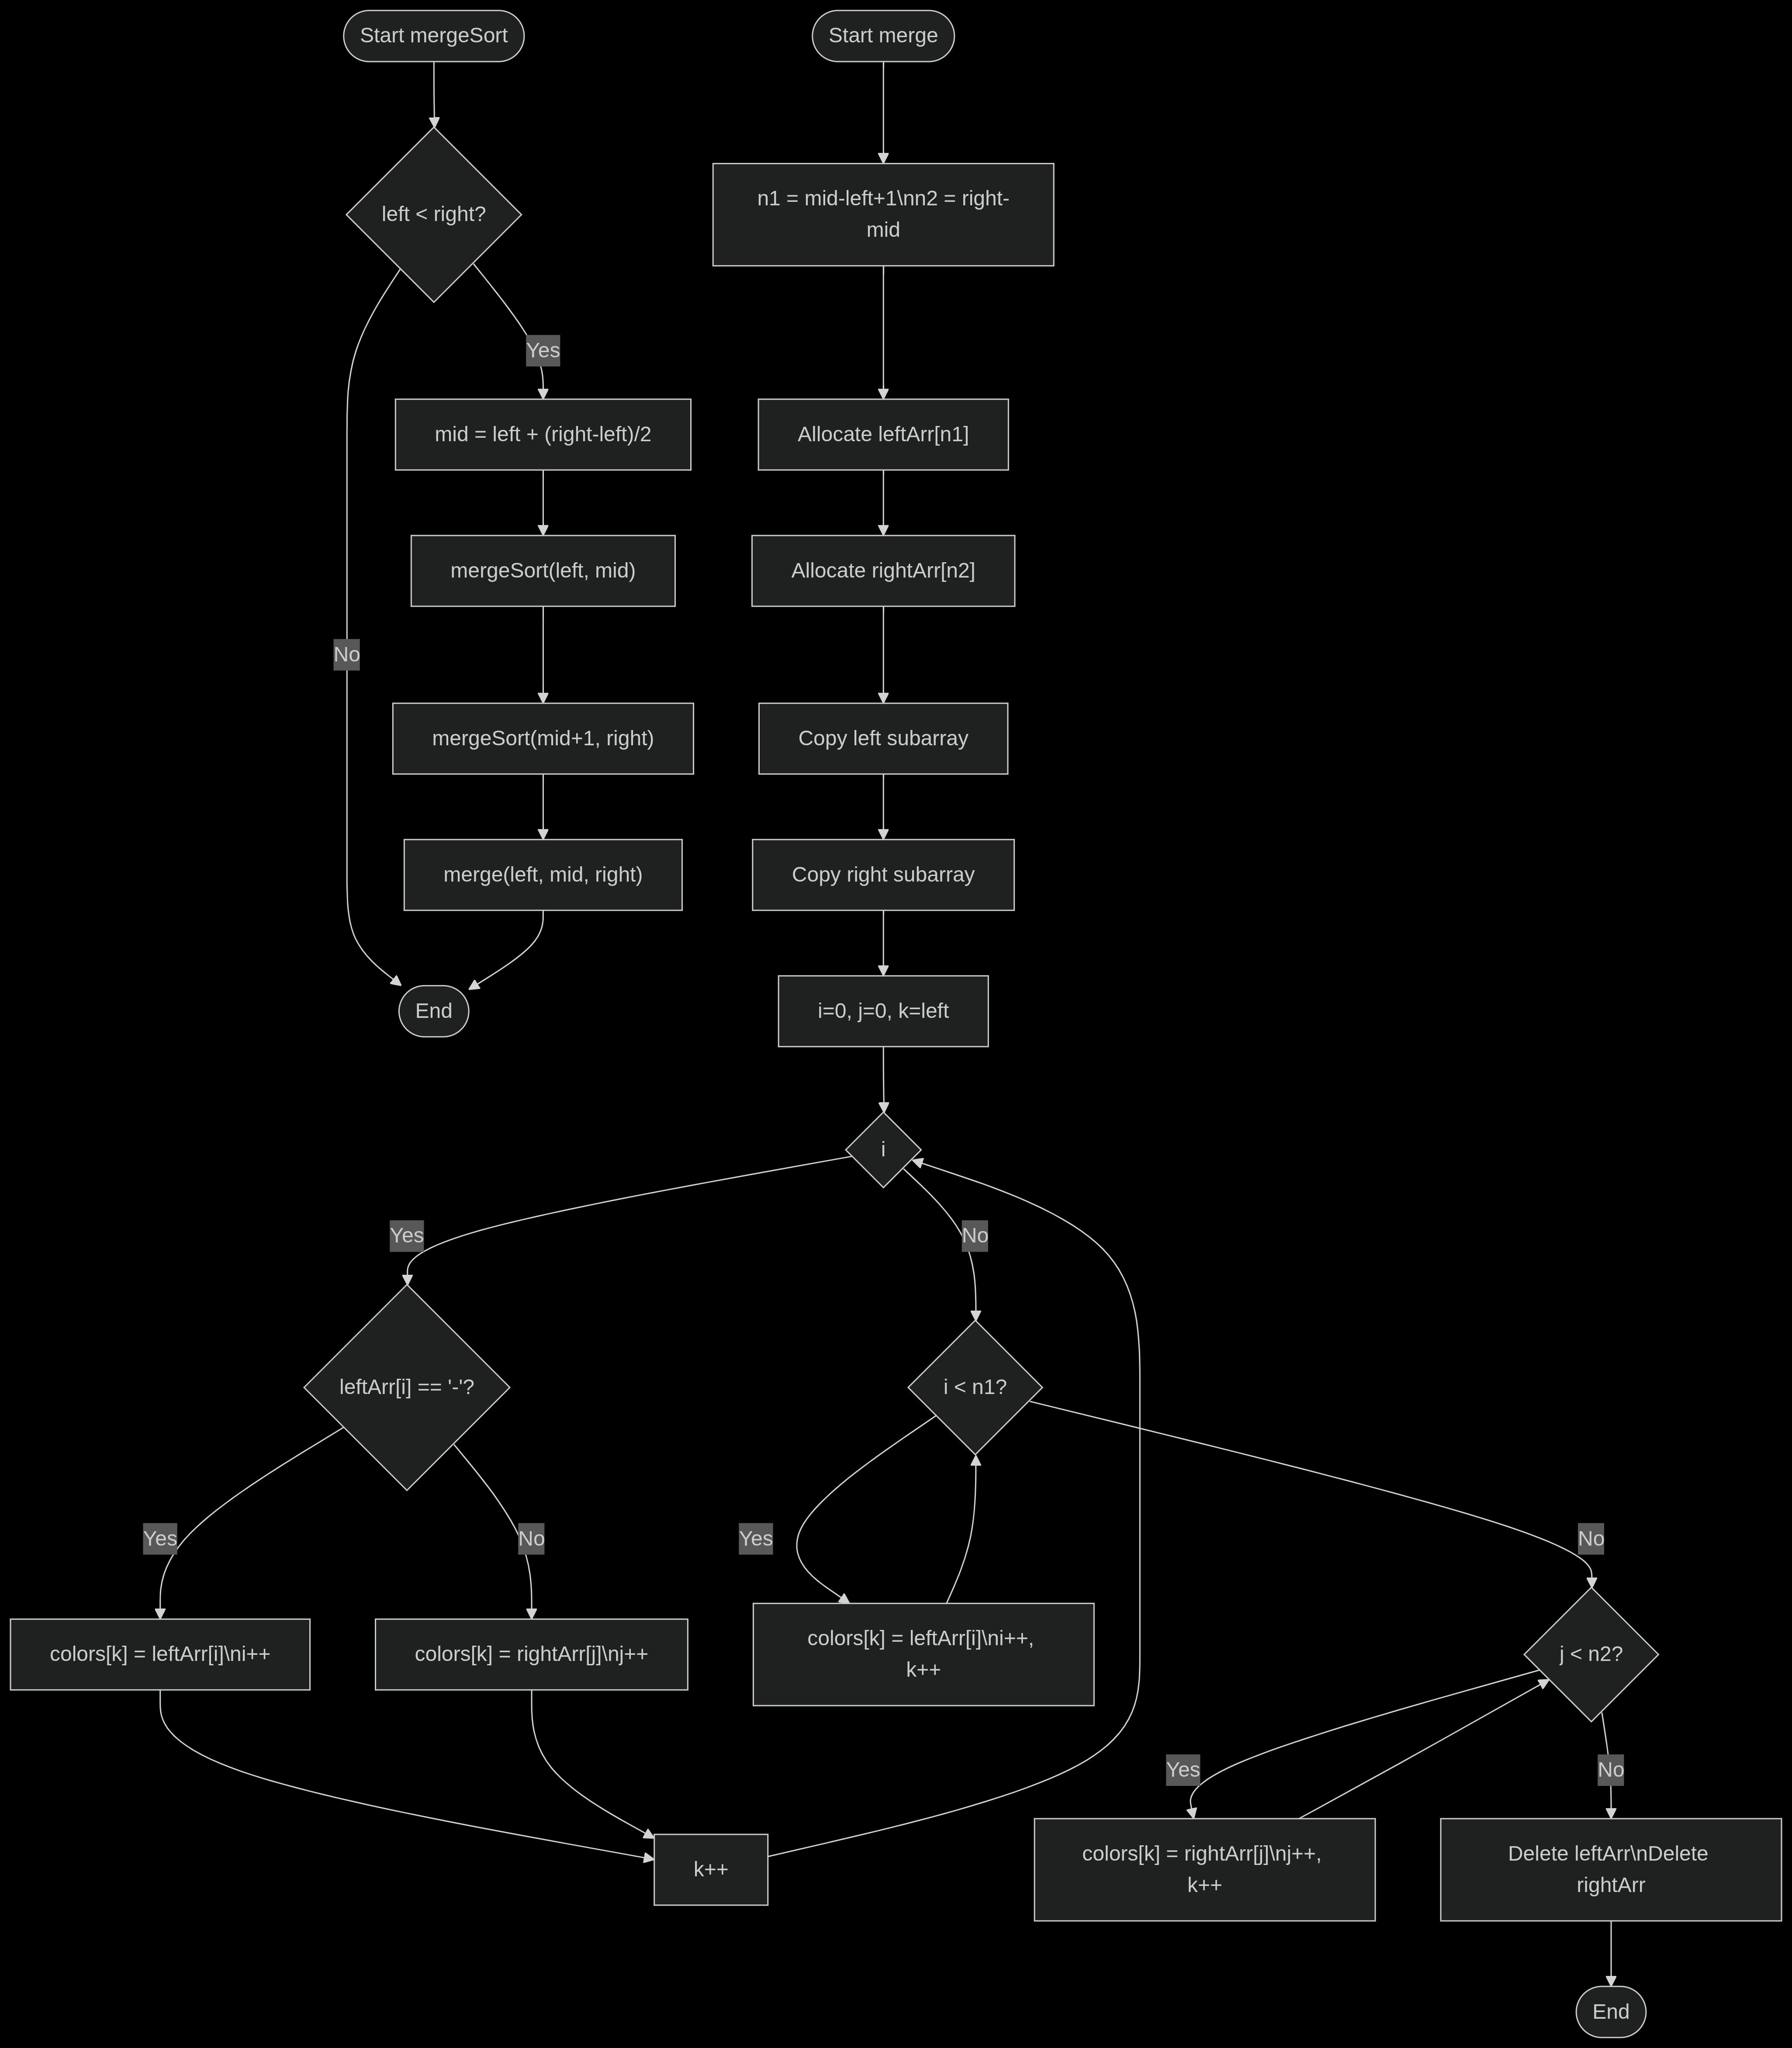 Start mergeSort
left < right?
Yes
No
mid = left + (right-left)/2
mergeSort(left, mid)
mergeSort(mid+1, right)
merge(left, mid, right)
End
Start merge
n1 = mid-left+1\nn2 = right-
mid
Allocate leftArr[n1]
Allocate rightArr[n2]
Copy left subarray
Copy right subarray
i=0, j=0, k=left
i
Yes
No
leftArr[i] == '-'?
Yes
No
colors[k] = leftArr[i]\ni++
colors[k] = rightArr[j]\nj++
k++
i < n1?
Yes
No
colors[k] = leftArr[i]\ni++,
k++
j < n2?
Yes
No
colors[k] = rightArr[j]\nj++,
k++
Delete leftArr\nDelete
rightArr
End